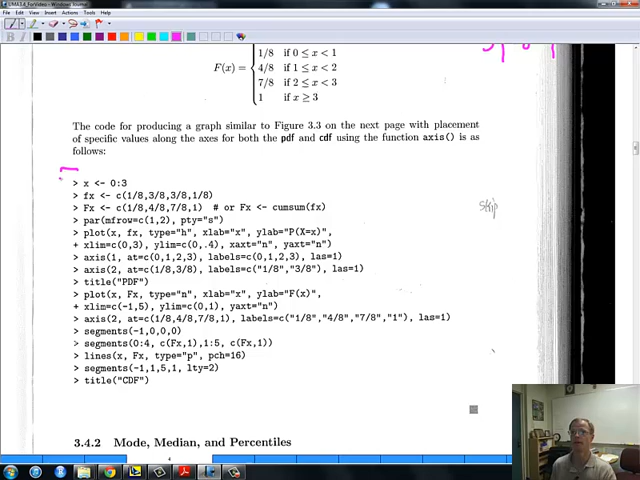 LIMA3.4_ForVideo - Windows Journal
File Edit View Insert Actions Tools Help
1/8 if 0 ≤ x < 1
4/8 if 1 ≤ x < 2
F(x) =
7/8 if 2 ≤ x < 3
1 if x ≥ 3
The code for producing a graph similar to Figure 3.3 on the next page with placement
of specific values along the axes for both the pdf and cdf using the function axis() is as
follows:
> x <- 0:3
> fx <- c(1/8,3/8,3/8,1/8)
> Fx <- c(1/8,4/8,7/8,1) # or Fx <- cumsum(fx)
skip
> par(mfrow=c(1,2), pty="s")
> plot(x, fx, type="h", xlab="x", ylab="P(X=x)",
+ xlim=c(0,3), ylim=c(0,.4), xaxt="n", yaxt="n")
> axis(1, at=c(0,1,2,3), labels=c(0,1,2,3), las=1)
> axis(2, at=c(1/8,3/8), labels=c("1/8","3/8"), las=1)
> title("PDF")
> plot(x, Fx, type="n", xlab="x", ylab="F(x)",
+ xlim=c(-1,5), ylim=c(0,1), yaxt="n")
> axis(2, at=c(1/8,4/8,7/8,1), labels=c("1/8","4/8","7/8","1"), las=1)
> segments(-1,0,0,0)
> segments(0:4, c(Fx,1),1:5, c(Fx,1))
> lines(x, Fx, type="p", pch=16)
> segments(-1,1,5,1, lty=2)
> title("CDF")
3.4.2 Mode, Median, and Percentiles